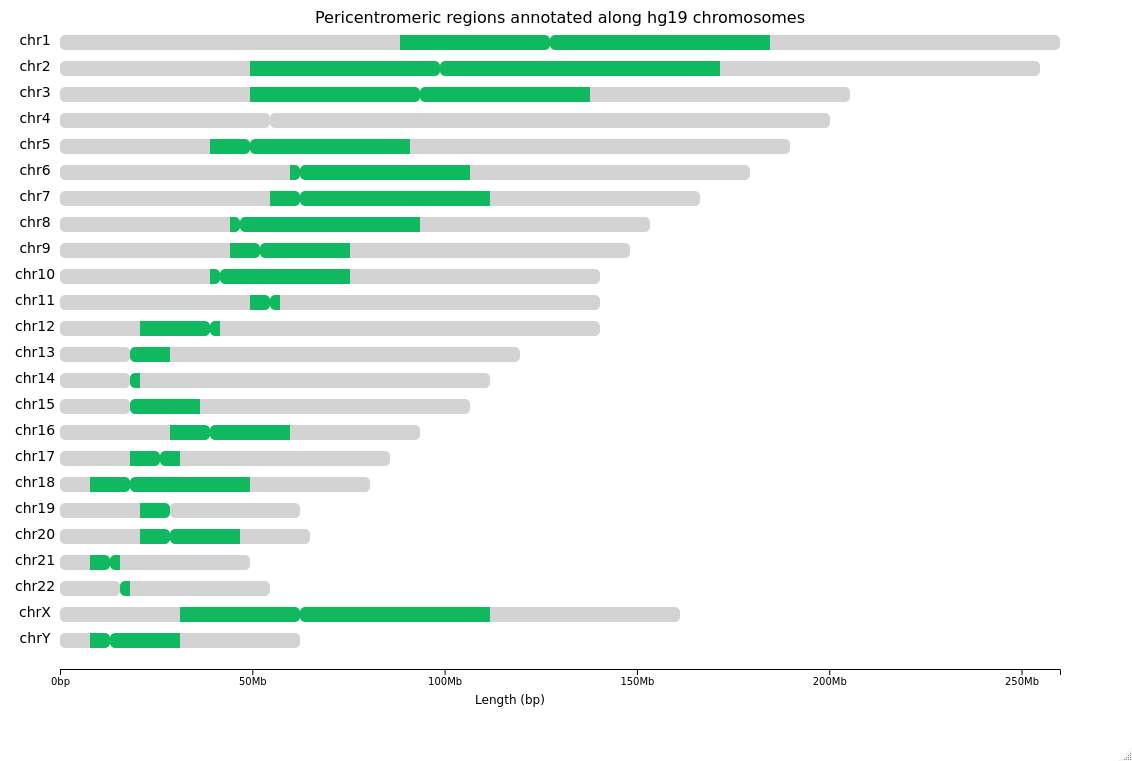 Pericentromeric regions annotated along hg19 chromosomes
chr1
chr2
chr3
chr4
chr5
chr6
chr7
chr8
chr9
chr10
chr11
chr12
chr13
chr14
chr15
chr16
chr17
chr18
chr19
chr20
chr21
chr22
chrX
chrY
0bp 50Mb 100Mb 150Mb 200Mb 250Mb
Length (bp)